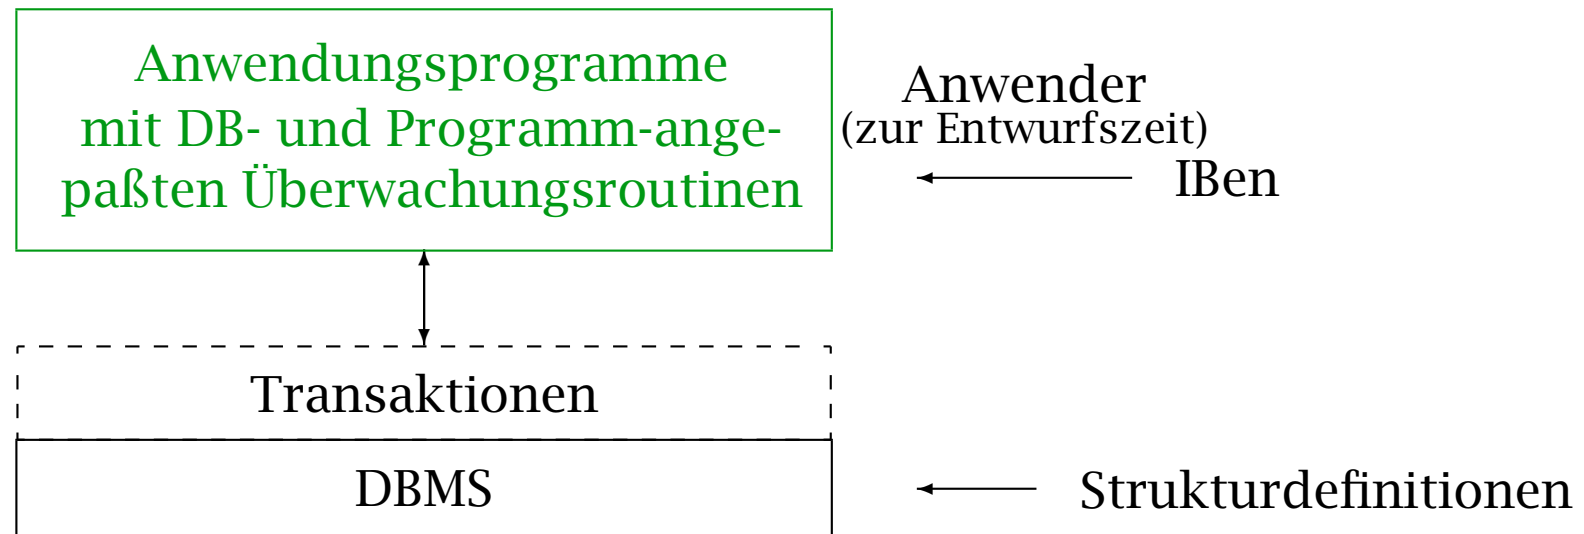 Anwendungsprogramme
mit DB- und Programm-ange-
paßten Überwachungsroutinen
Anwender
(zur Entwurfszeit)
IBen
Transaktionen
DBMS
Strukturdefinitionen